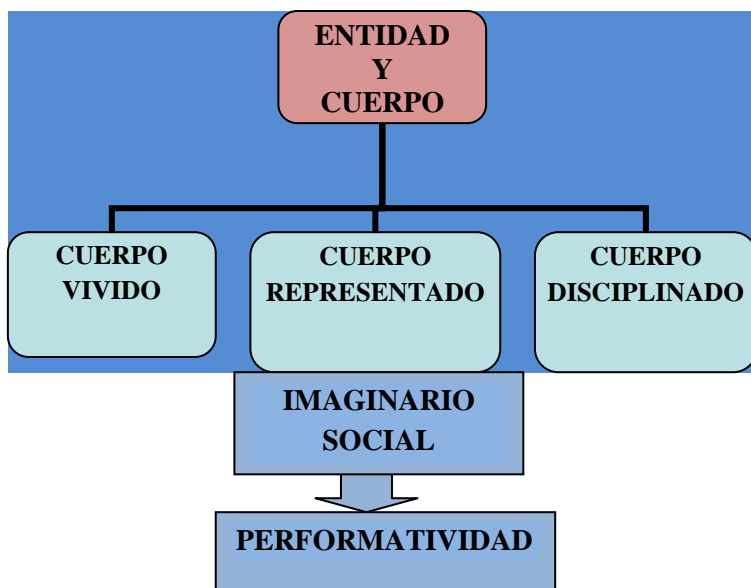 ENTIDAD
Y
CUERPO
CUERPO
VIVIDO
CUERPO
REPRESENTADO
CUERPO
DISCIPLINADO
IMAGINARIO
SOCIAL
PERFORMATIVIDAD